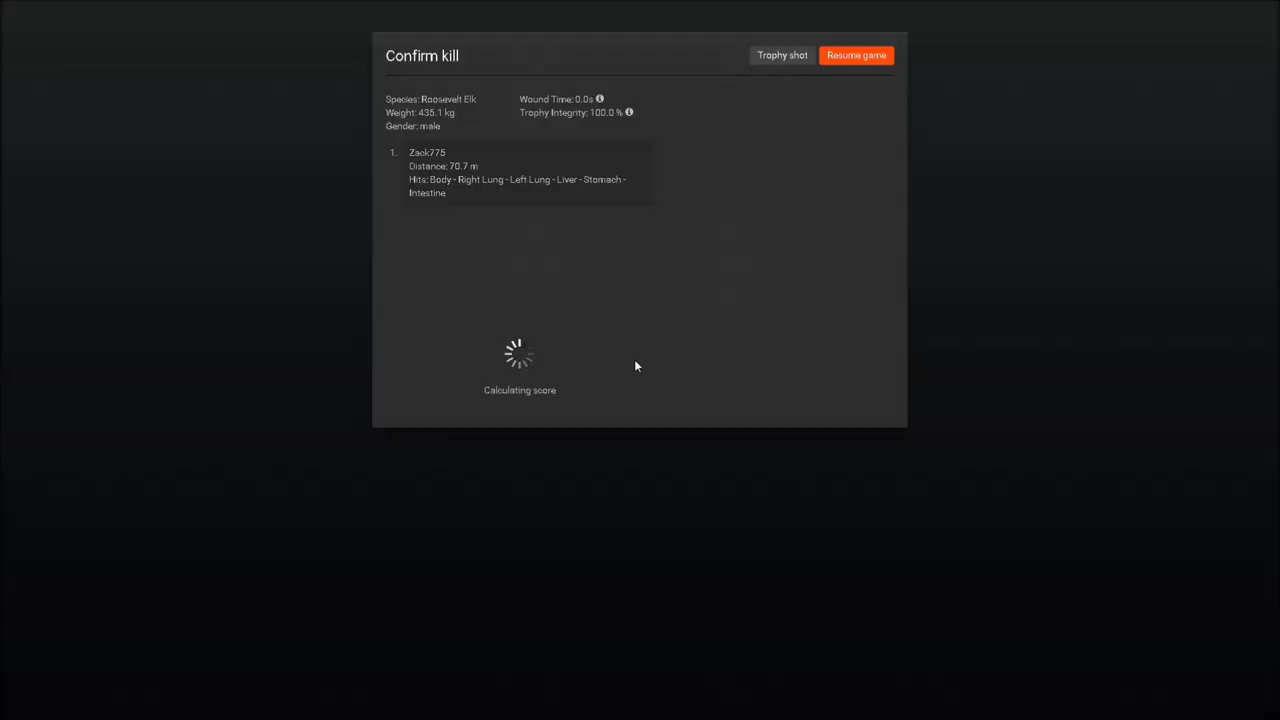 Confirm kill
Trophy shot
Resume game
Species: Roosevelt Elk
Weight: 435.1 kg
Gender: male
Wound Time: 0.0s
Trophy Integrity: 100.0 %
1.
Zack775
Distance: 70.7 m
Hits: Body - Right Lung - Left Lung - Liver - Stomach -
Intestine
Calculating score